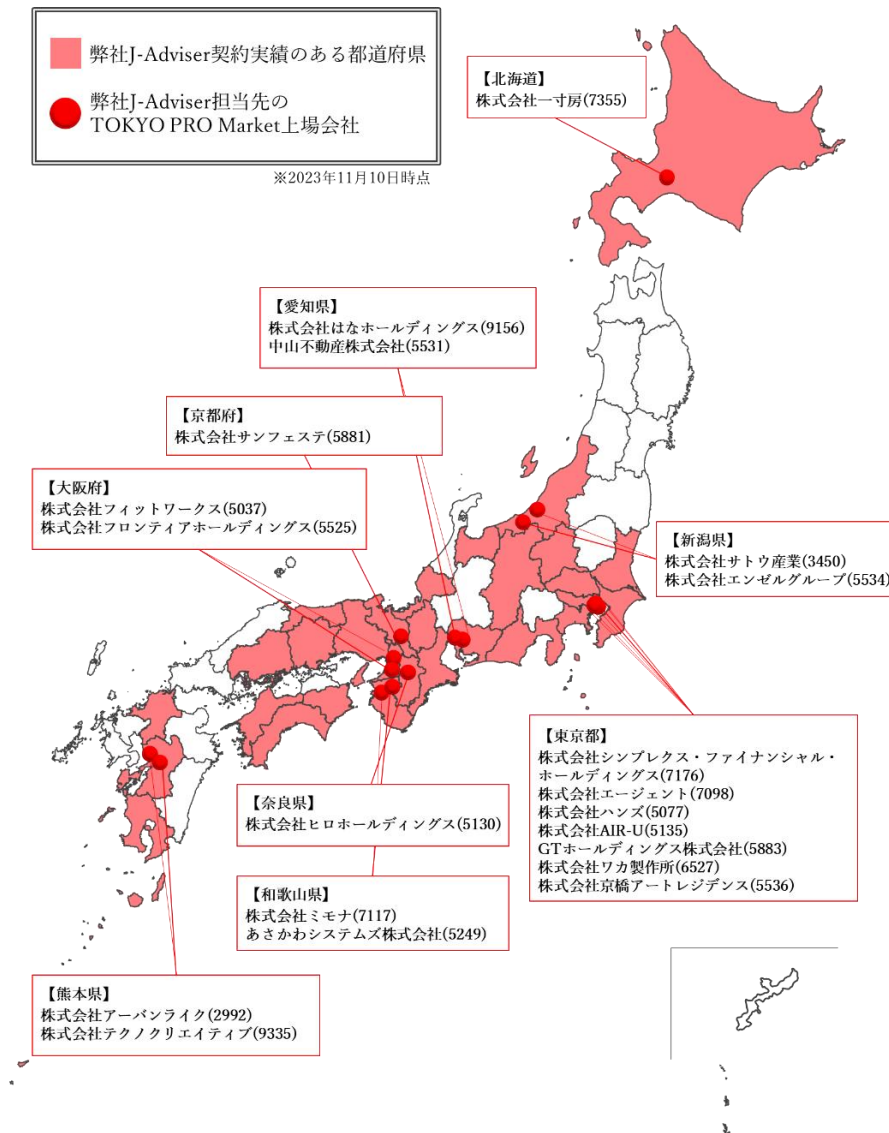 弊社J-Adviser契約実績のある都道府県
弊社J-Adviser担当先の
TOKYO PRO Market上場会社
※2023年11月10日時点
【北海道】
株式会社一寸房(7355)
【愛知県】
株式会社はなホールディングス(9156)
中山不動産株式会社(5531)
【京都府】
株式会社サンフェステ(5881)
【大阪府】
株式会社フィットワークス(5037)
株式会社フロンティアホールディングス(5525)
【新潟県】
株式会社サトウ産業(3450)
株式会社エンゼルグループ(5534)
【東京都】
株式会社シンプレクス・ファイナンシャル・
ホールディングス(7176)
株式会社エージェント(7098)
株式会社ハンズ(5077)
株式会社AIR-U(5135)
GTホールディングス株式会社(5883)
株式会社ワカ製作所(6527)
株式会社京橋アートレジデンス(5536)
【奈良県】
株式会社ヒロホールディングス(5130)
【和歌山県】
株式会社ミモナ(7117)
あさかわシステムズ株式会社(5249)
【熊本県】
株式会社アーバンライク(2992)
株式会社テクノクリエイティブ(9335)